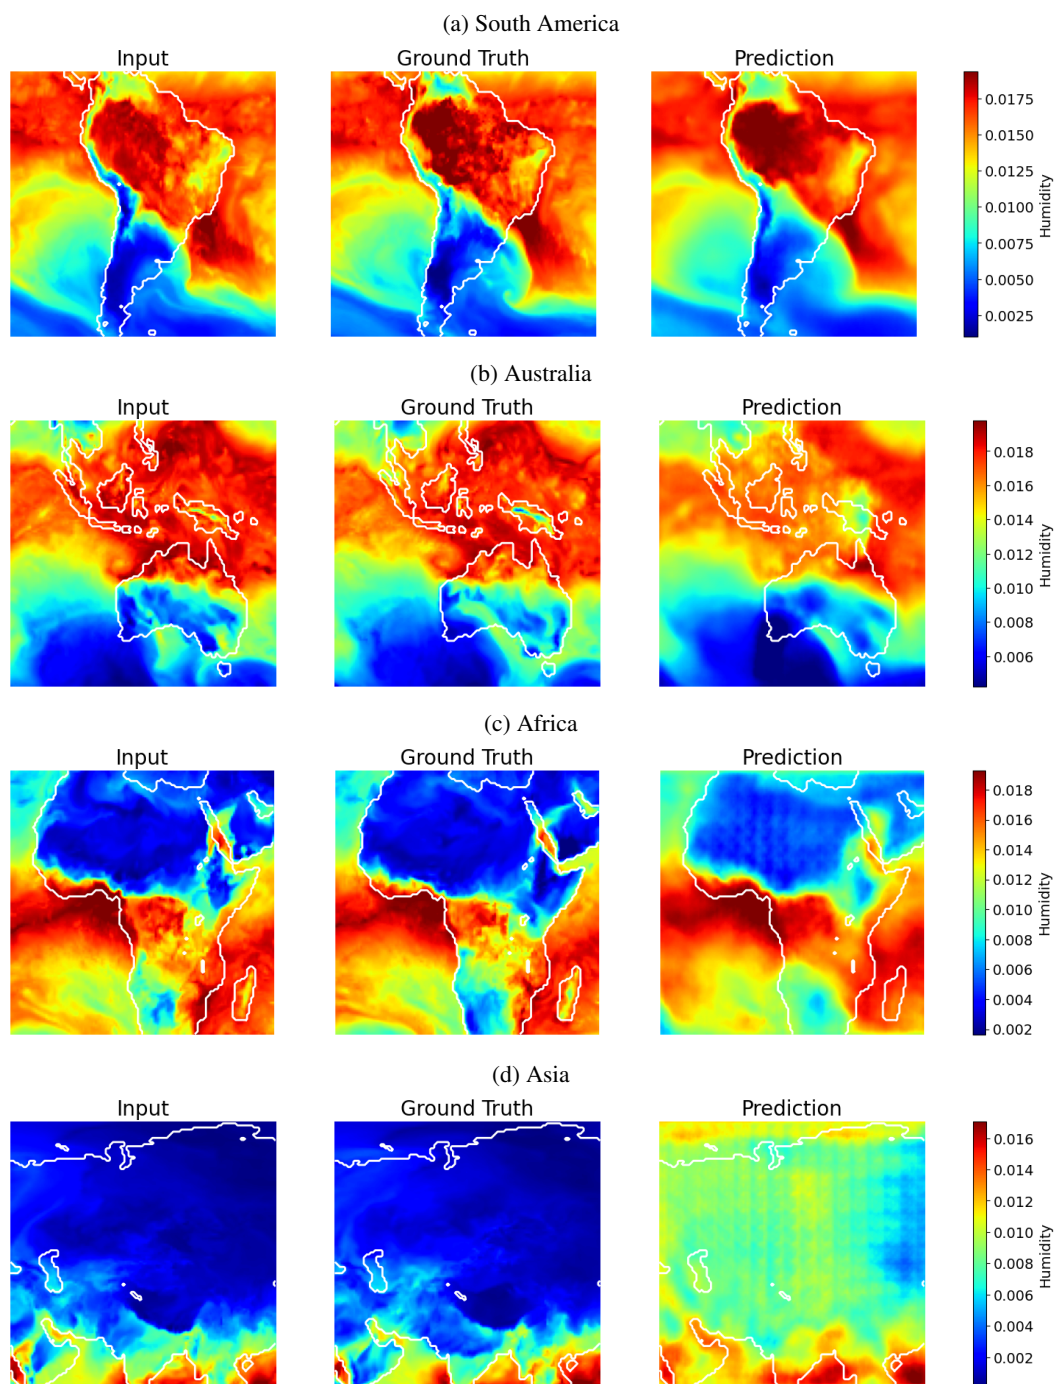 (a) South America
Input Ground Truth Prediction
0.0175
0.0150
0.0125
0.0100
0.0075
0.0050
0.0025
Humidity
(b) Australia
Input Ground Truth Prediction
0.018
0.016
0.014
0.012
0.010
0.008
0.006
Humidity
(c) Africa
Input Ground Truth Prediction
0.018
0.016
0.014
0.012
0.010
0.008
0.006
0.004
0.002
Humidity
(d) Asia
Input Ground Truth Prediction
0.016
0.014
0.012
0.010
0.008
0.006
0.004
0.002
Humidity